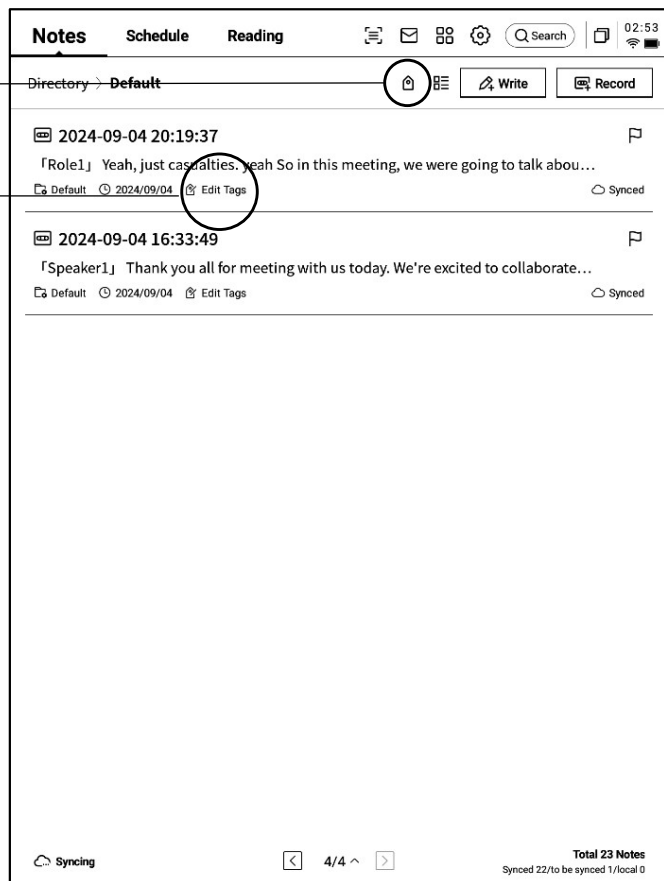 Notes Schedule Reading Search 02:53
Directory > Default Write Record
2024-09-04 20:19:37
「Role1」 Yeah, just casualties. yeah So in this meeting, we were going to talk abou...
Default 2024/09/04 Edit Tags Synced
2024-09-04 16:33:49
「Speaker1」 Thank you all for meeting with us today. We're excited to collaborate...
Default 2024/09/04 Edit Tags Synced
Syncing 4/4 Total 23 Notes
Synced 22/to be synced 1/local 0